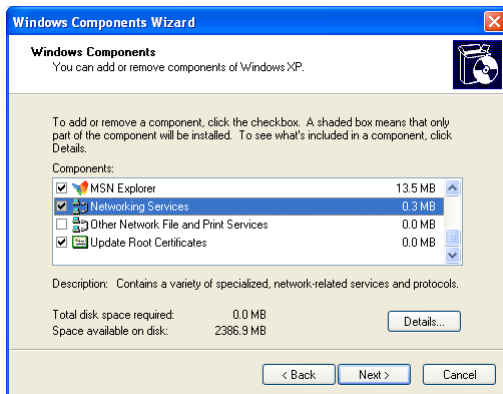 Windows Components Wizard
Windows Components
You can add or remove components of Windows XP.
To add or remove a component, click the checkbox. A shaded box means that only
part of the component will be installed. To see what's included in a component, click
Details.
Components:
MSN Explorer 13.5 MB
Networking Services 0.3 MB
Other Network File and Print Services 0.0 MB
Update Root Certificates 0.0 MB
Description: Contains a variety of specialized, network-related services and protocols.
Total disk space required: 0.0 MB
Space available on disk: 2386.9 MB
Details...
< Back Next > Cancel